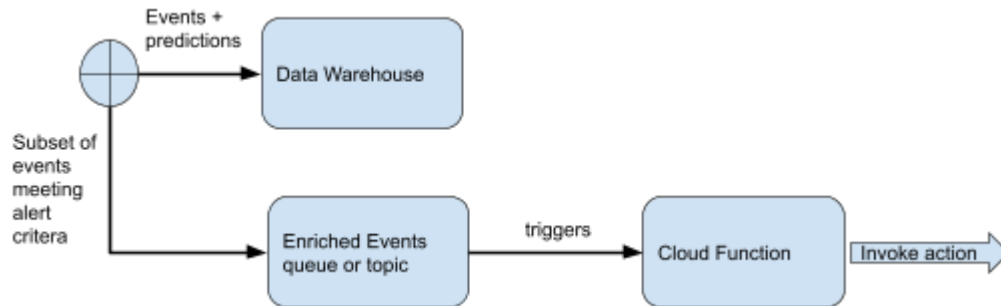 Events +
predictions
Data Warehouse
Subset of
events
meeting
alert
critera
Enriched Events
queue or topic
triggers
Cloud Function
Invoke action